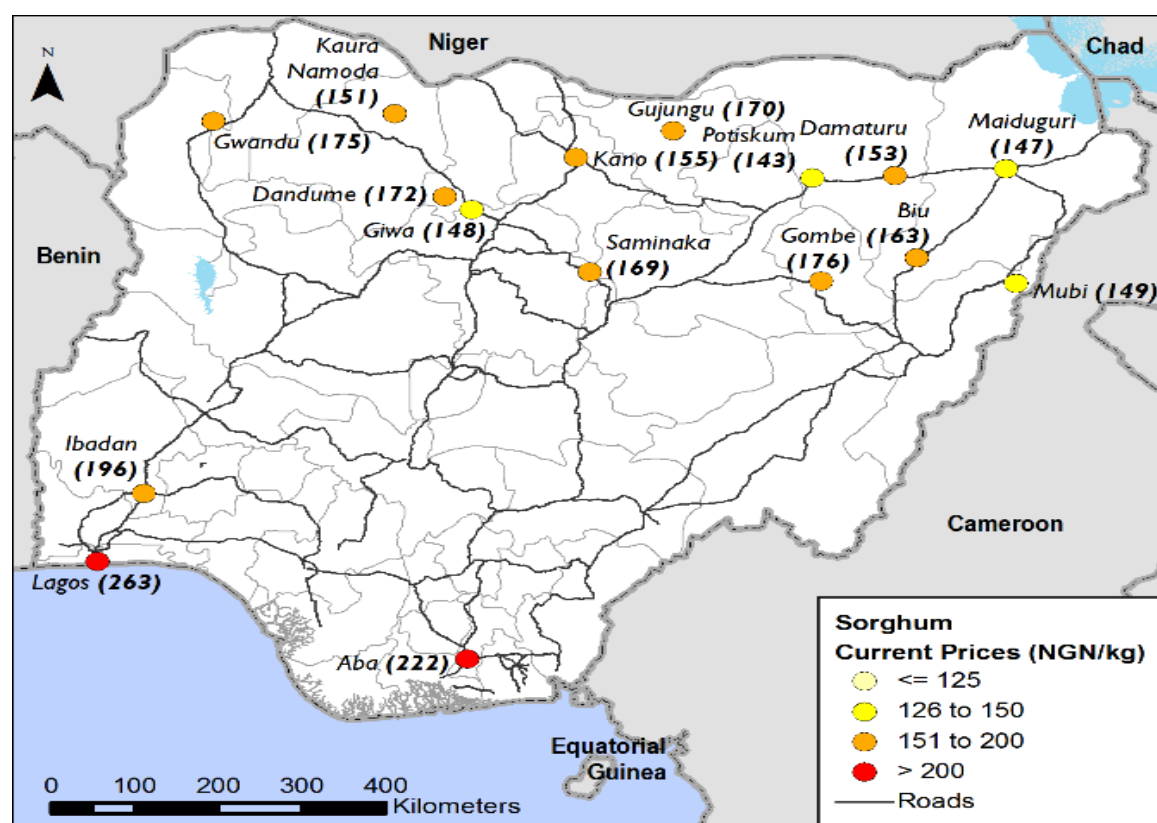 N
Niger
Chad
Kaura
Namoda
(151)
Gwandu (175)
Gujungu (170)
Potiskum
(143)
Damaturu
(153)
Maiduguri
(147)
Kano (155)
Dandume (172)
Giwa (148)
Biu
(163)
Gombe
(176)
Saminaka
(169)
Benin
Mubi (149)
Ibadan
(196)
Cameroon
Lagos (263)
Aba (222)
Equatorial
Guinea
0 100 200 300 400
Kilometers
Sorghum
Current Prices (NGN/kg)
<= 125
126 to 150
151 to 200
> 200
Roads